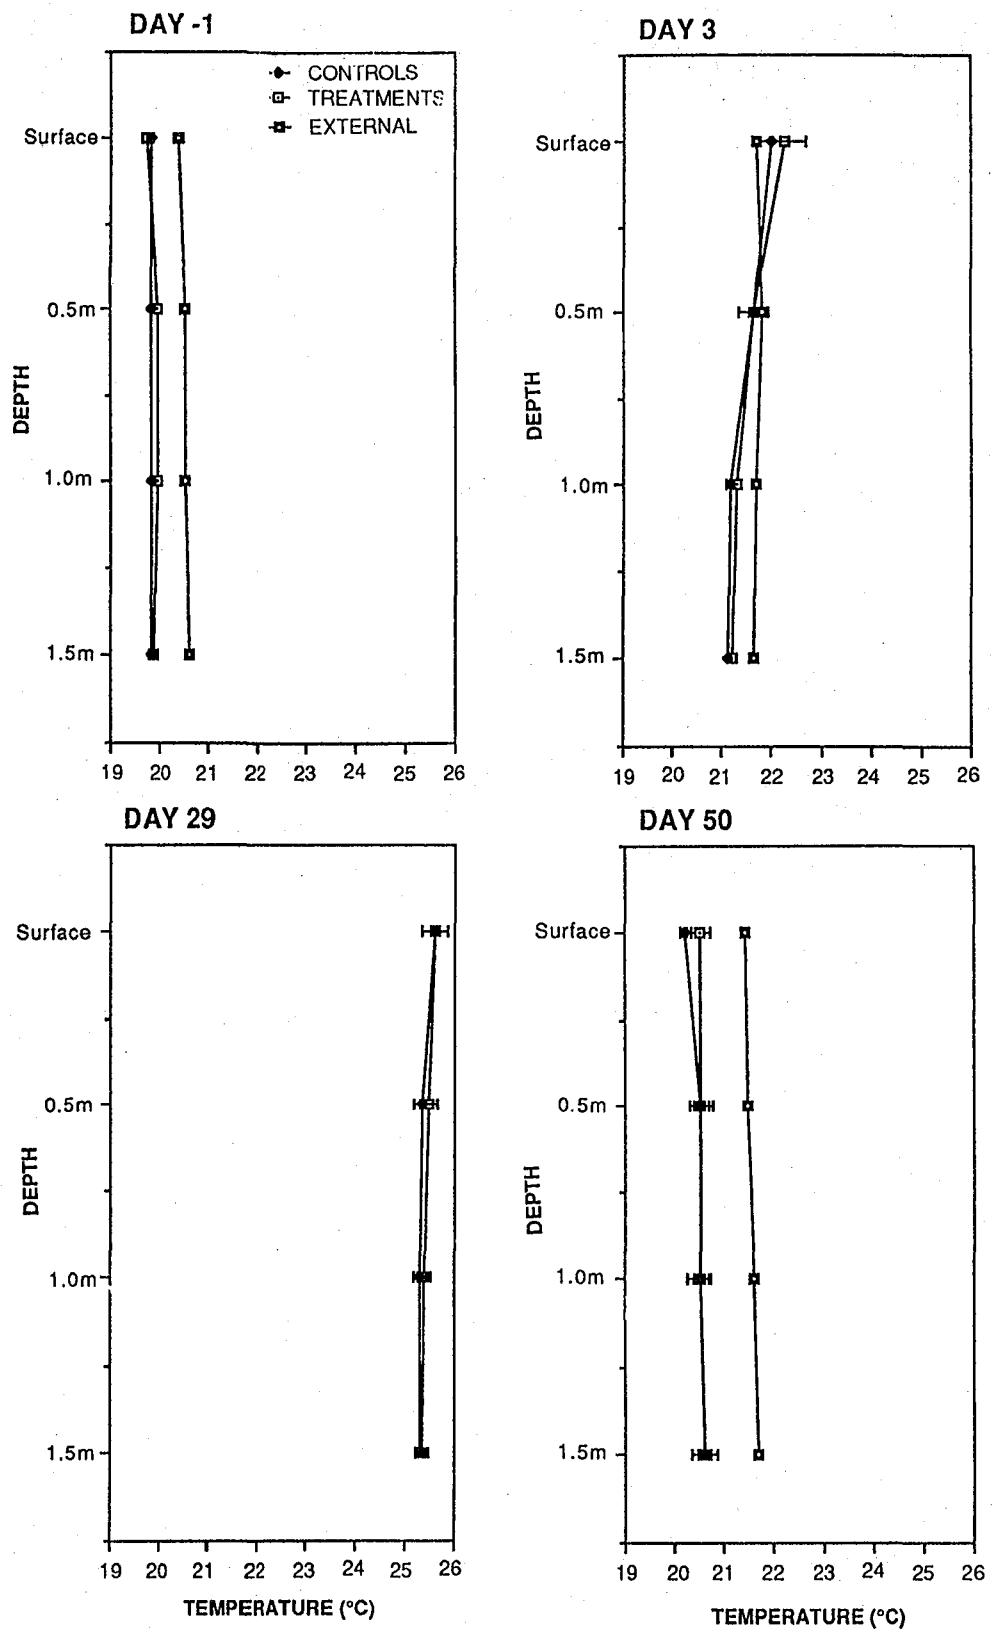 DAY -1
CONTROLS
TREATMENTS
EXTERNAL
Surface
0.5m
1.0m
1.5m
DEPTH
19 20 21 22 23 24 25 26
DAY 3
Surface
0.5m
1.0m
1.5m
DEPTH
19 20 21 22 23 24 25 26
DAY 29
Surface
0.5m
1.0m
1.5m
DEPTH
19 20 21 22 23 24 25 26
TEMPERATURE (°C)
DAY 50
Surface
0.5m
1.0m
1.5m
DEPTH
19 20 21 22 23 24 25 26
TEMPERATURE (°C)